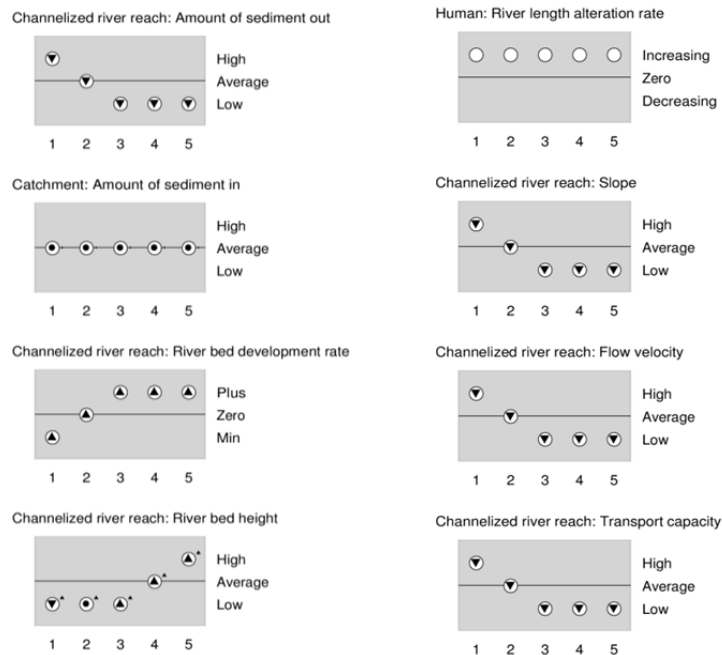 Channelized river reach: Amount of sediment out
High
Average
Low
1 2 3 4 5
Catchment: Amount of sediment in
High
Average
Low
1 2 3 4 5
Channelized river reach: River bed development rate
Plus
Zero
Min
1 2 3 4 5
Channelized river reach: River bed height
High
Average
Low
1 2 3 4 5
Human: River length alteration rate
Increasing
Zero
Decreasing
1 2 3 4 5
Channelized river reach: Slope
High
Average
Low
1 2 3 4 5
Channelized river reach: Flow velocity
High
Average
Low
1 2 3 4 5
Channelized river reach: Transport capacity
High
Average
Low
1 2 3 4 5